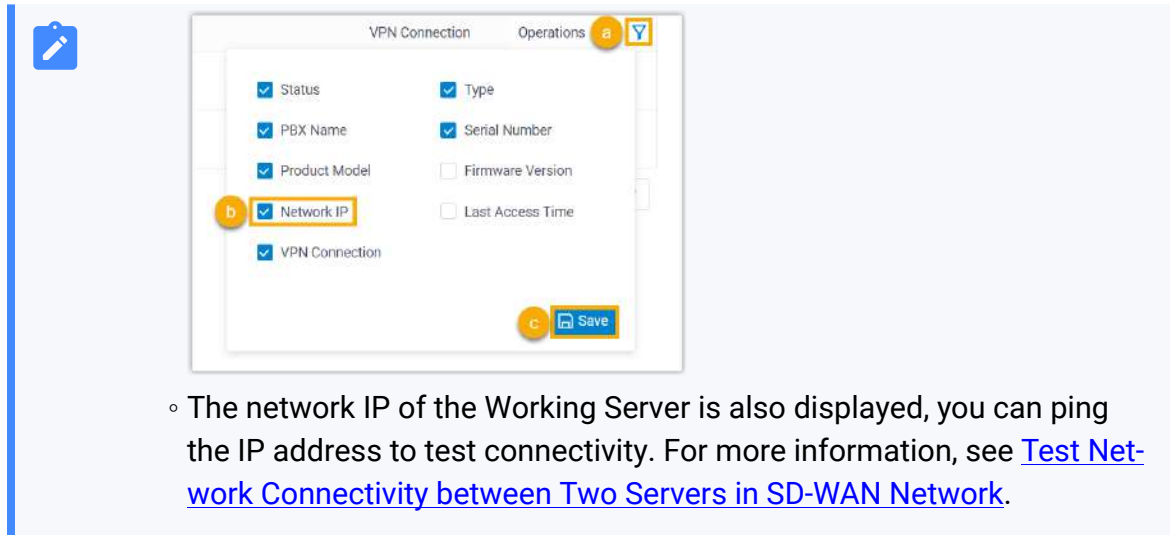 VPN Connection Operations a
Status Type
PBX Name Serial Number
Product Model Firmware Version
b Network IP Last Access Time
VPN Connection
c Save
◦ The network IP of the Working Server is also displayed, you can ping
the IP address to test connectivity. For more information, see Test Net-
work Connectivity between Two Servers in SD-WAN Network.